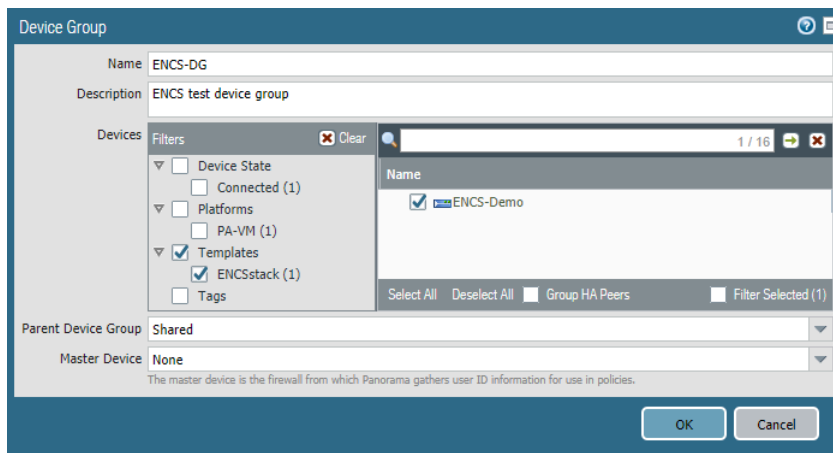 Device Group
Name ENCS-DG
Description ENCS test device group
Devices
Filters Clear
1 / 16
Device State
Connected (1)
Platforms
PA-VM (1)
Templates
ENCSstack (1)
Tags
Name
ENCS-Demo
Select All Deselect All Group HA Peers Filter Selected (1)
Parent Device Group Shared
Master Device None
The master device is the firewall from which Panorama gathers user ID information for use in policies.
OK Cancel